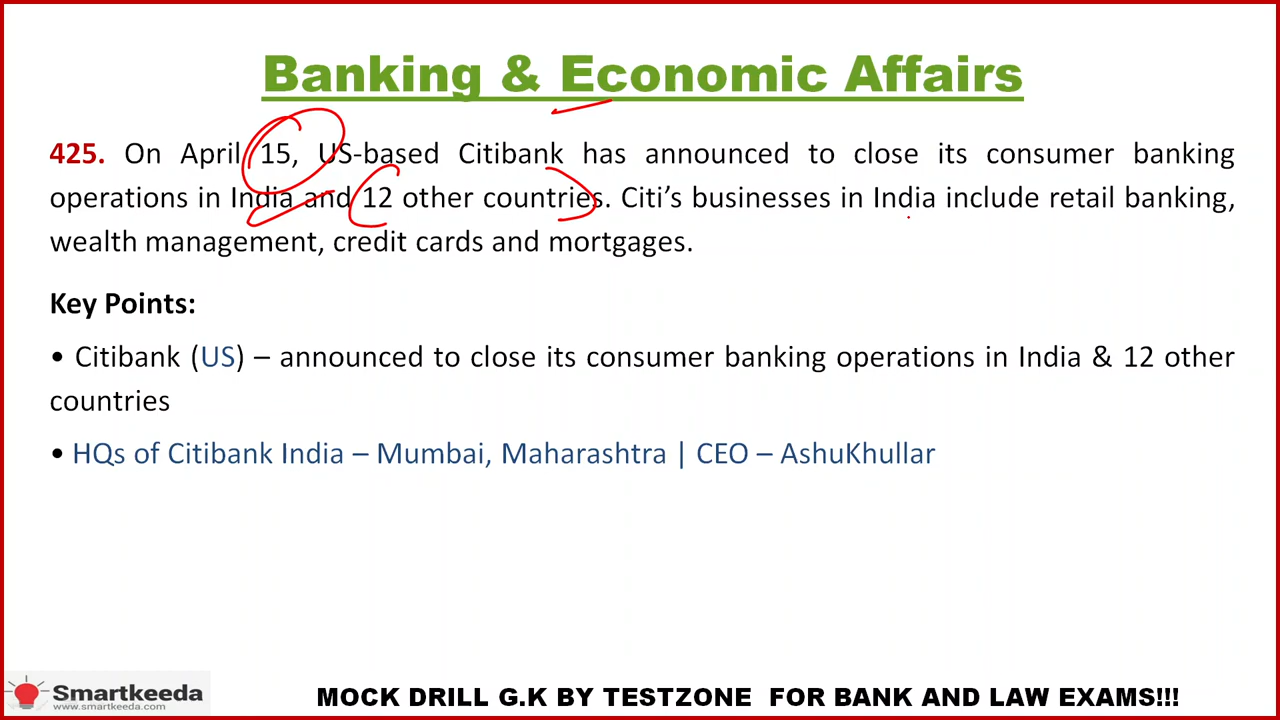 Banking & Economic Affairs
425. On April 15, US-based Citibank has announced to close its consumer banking
operations in India and 12 other countries. Citi’s businesses in India include retail banking,
wealth management, credit cards and mortgages.
Key Points:
• Citibank (US) – announced to close its consumer banking operations in India & 12 other
countries
• HQs of Citibank India – Mumbai, Maharashtra | CEO – AshuKhullar
Smartkeeda
www.smartkeeda.com
MOCK DRILL G.K BY TESTZONE FOR BANK AND LAW EXAMS!!!